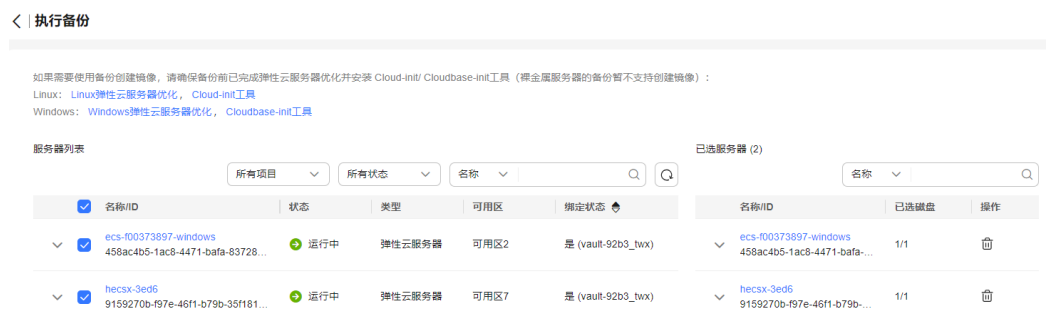 执行备份
如果需要使用备份创建镜像，请确保备份前已完成弹性云服务器优化并安装 Cloud-init/ Cloudbase-init工具（裸金属服务器的备份暂不支持创建镜像）：
Linux： Linux弹性云服务器优化， Cloud-init工具
Windows： Windows弹性云服务器优化， Cloudbase-init工具
服务器列表
所有项目 所有状态 名称
名称/ID 状态 类型 可用区 绑定状态
ecs-f00373897-windows
458ac4b5-1ac8-4471-bafa-83728... 运行中 弹性云服务器 可用区2 是 (vault-92b3_twx)
hecsx-3ed6
9159270b-f97e-46f1-b79b-35f181... 运行中 弹性云服务器 可用区7 是 (vault-92b3_twx)
已选服务器 (2)
名称
名称/ID 已选磁盘 操作
ecs-f00373897-windows
458ac4b5-1ac8-4471-bafa-... 1/1
hecsx-3ed6
9159270b-f97e-46f1-b79b-... 1/1